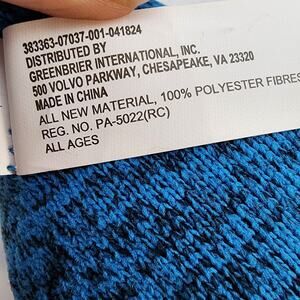 383363-07037-001-041824
DISTRIBUTED BY
GREENBRIER INTERNATIONAL, INC.
500 VOLVO PARKWAY, CHESAPEAKE, VA 23320
MADE IN CHINA
ALL NEW MATERIAL, 100% POLYESTER FIBRES
REG. NO. PA-5022(RC)
ALL AGES